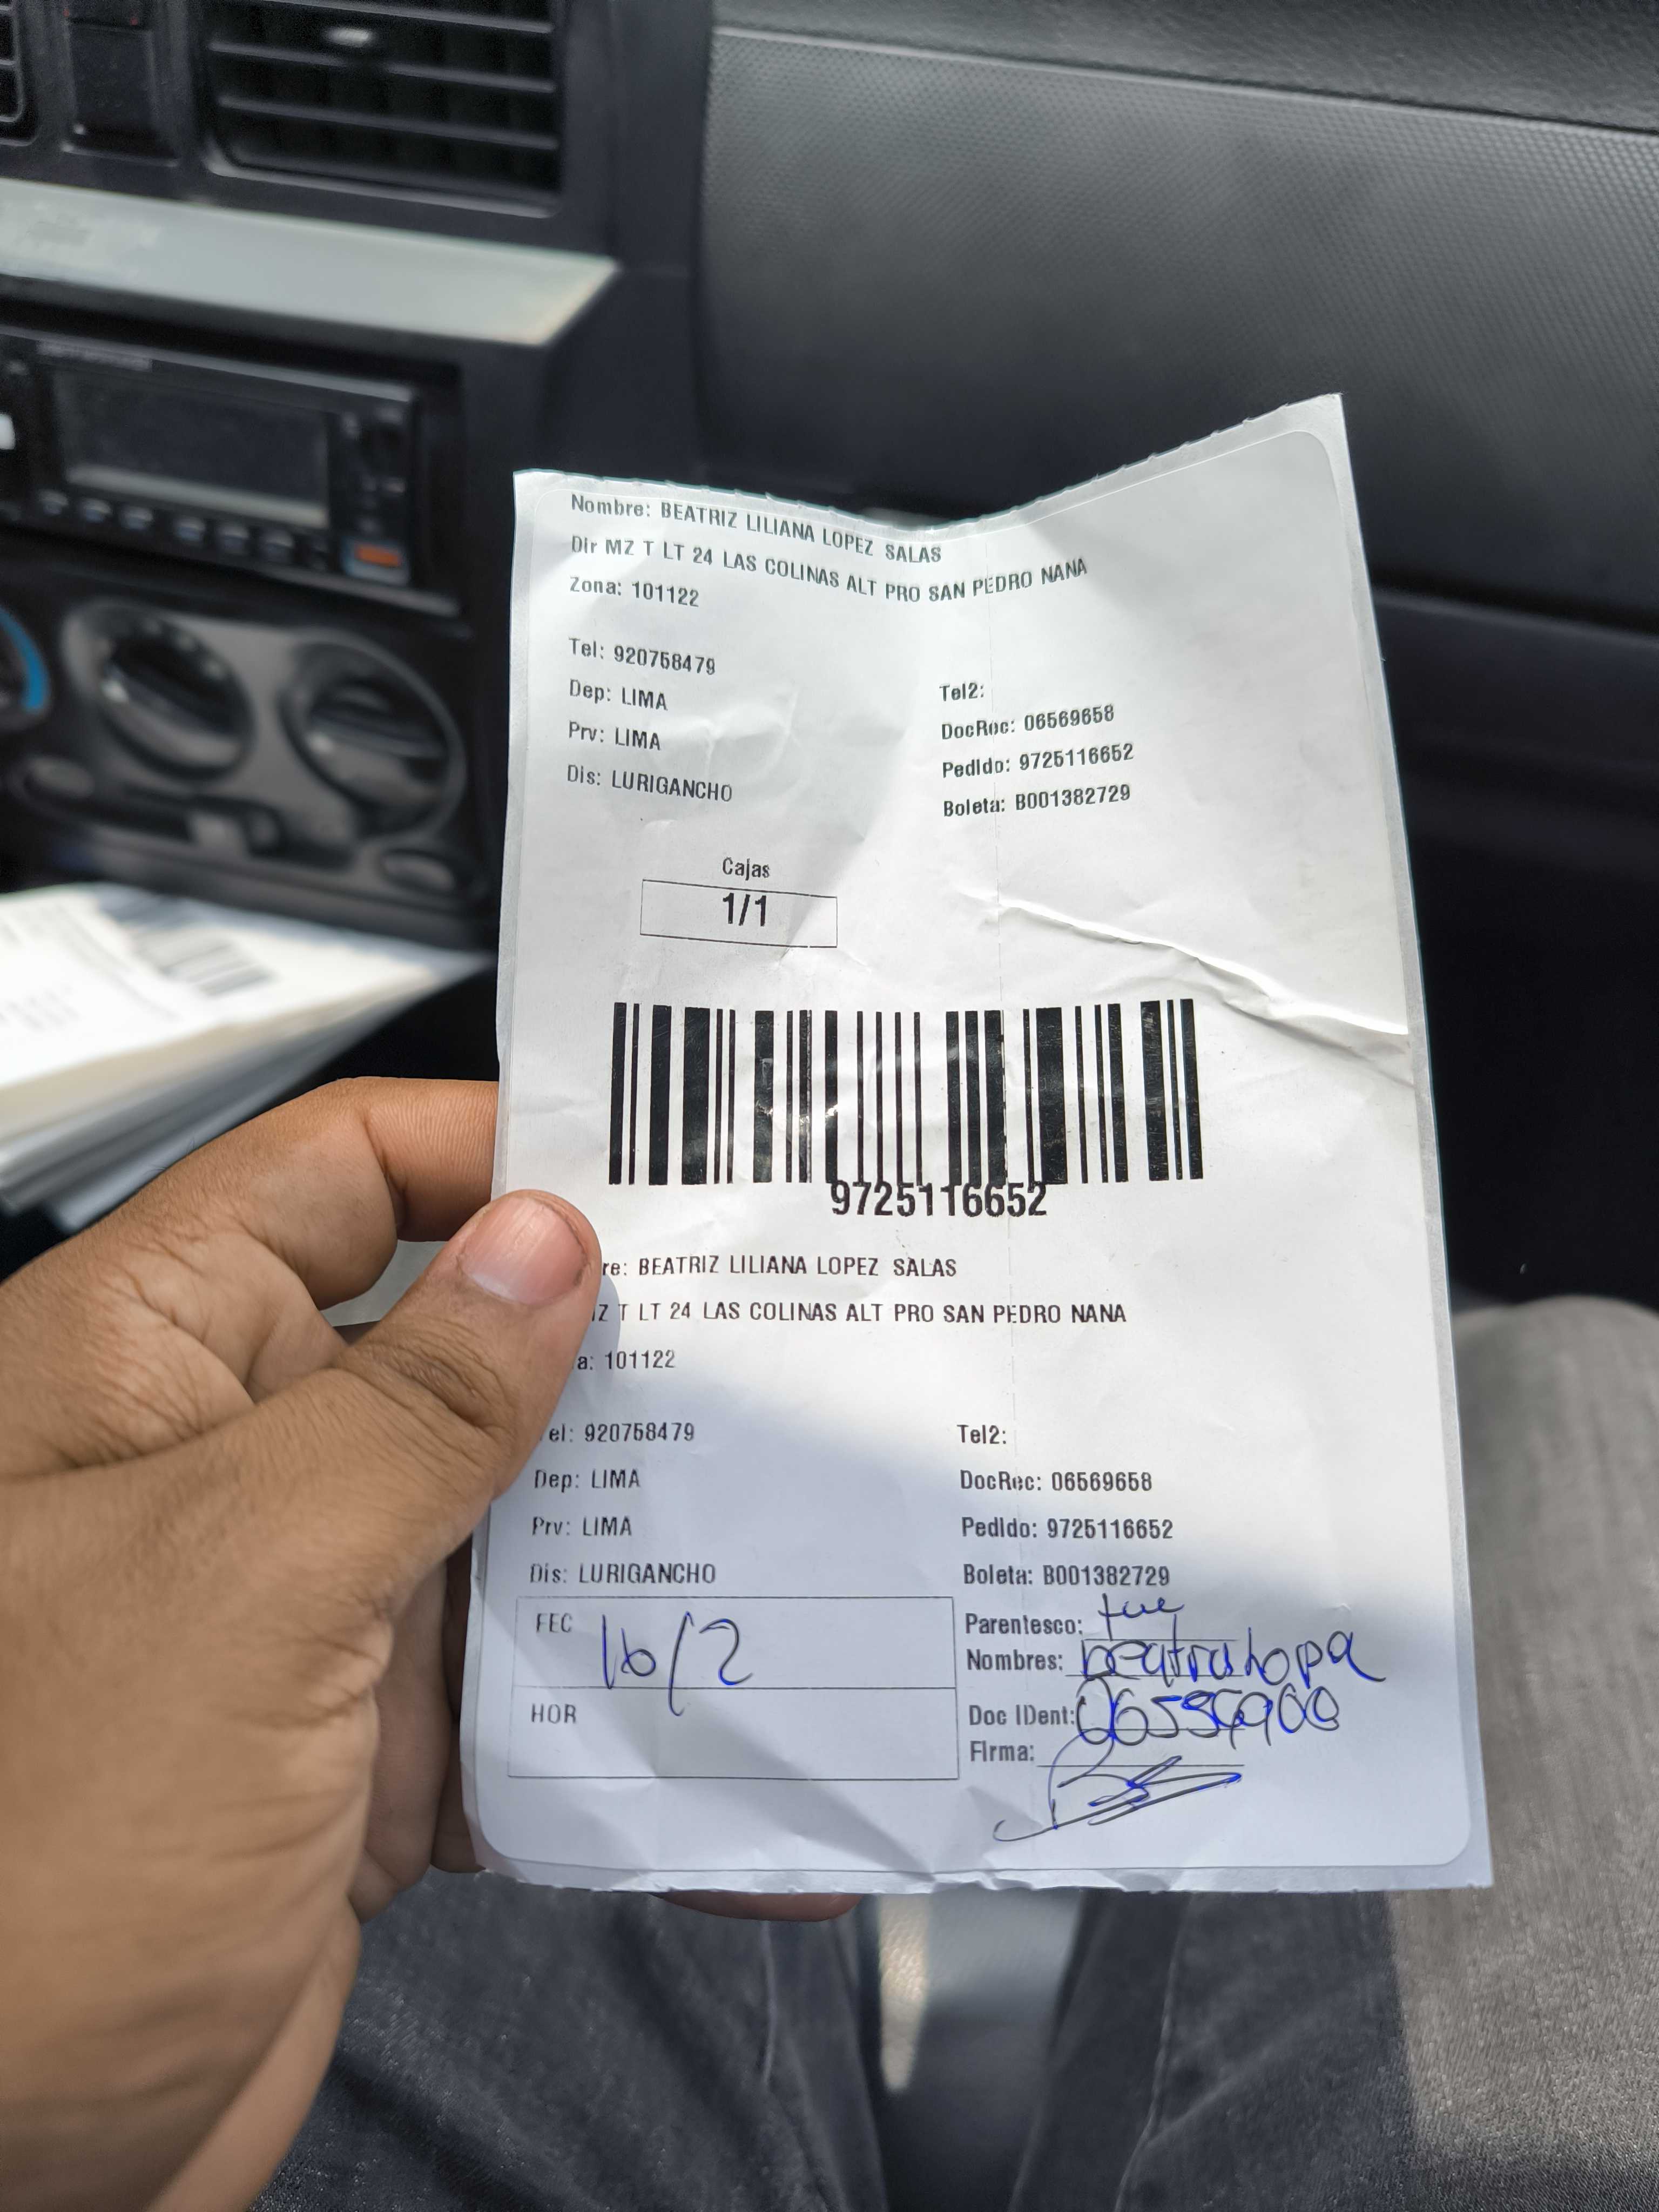 Nombre: BEATRIZ LILIANA LOPEZ SALAS
Dir MZ T LT 24 LAS COLINAS ALT PRO SAN PEDRO NANA
Zona: 101122
Tel: 920758479
Tel2:
Dep: LIMA
DocRec: 06569658
Prv: LIMA
Pedido: 9725116652
Dis: LURIGANCHO
Boleta: B001382729
Cajas
1/1
9725116652
re: BEATRIZ LILIANA LOPEZ SALAS
Z T LT 24 LAS COLINAS ALT PRO SAN PEDRO NANA
a: 101122
el: 920758479
Tel2:
Dep: LIMA
DocRec: 06569658
Prv: LIMA
Pedido: 9725116652
Dis: LURIGANCHO
Boleta: B001382729
FEC 16/2
Parentesco:
Nombres:
HOR
Doc IDent:
Firma: